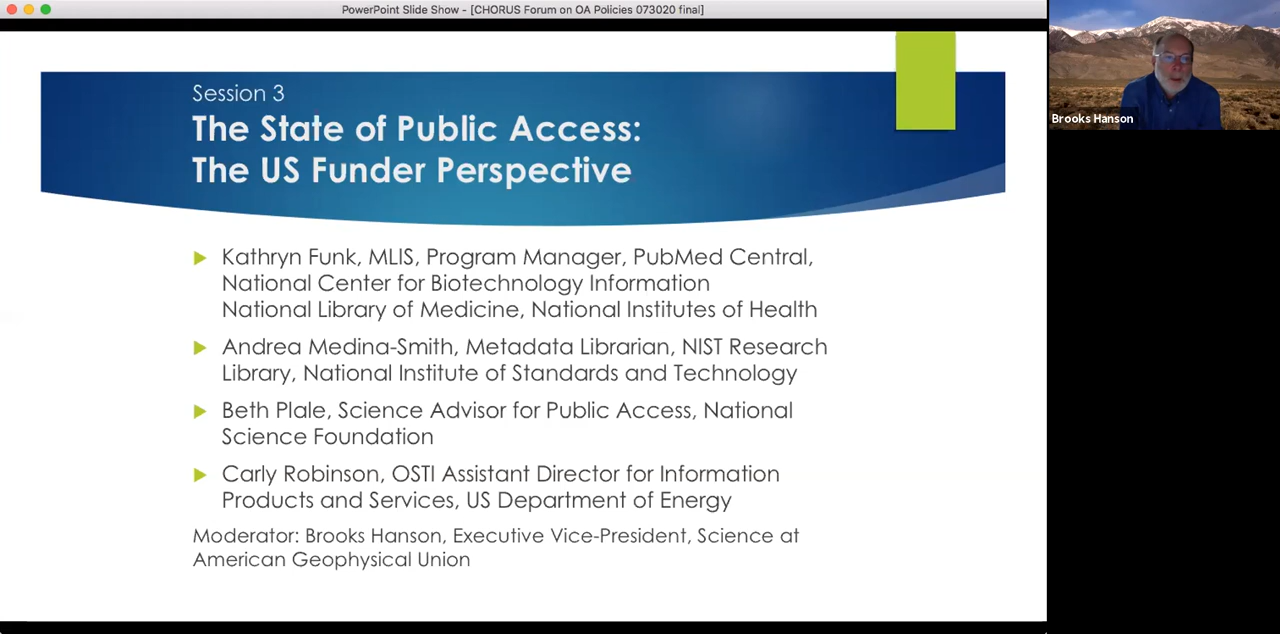 PowerPoint Slide Show - [CHORUS Forum on OA Policies 073020 final]
Session 3
The State of Public Access:
The US Funder Perspective
Kathryn Funk, MLIS, Program Manager, PubMed Central,
National Center for Biotechnology Information
National Library of Medicine, National Institutes of Health
Andrea Medina-Smith, Metadata Librarian, NIST Research
Library, National Institute of Standards and Technology
Beth Plale, Science Advisor for Public Access, National
Science Foundation
Carly Robinson, OSTI Assistant Director for Information
Products and Services, US Department of Energy
Moderator: Brooks Hanson, Executive Vice-President, Science at
American Geophysical Union
Brooks Hanson